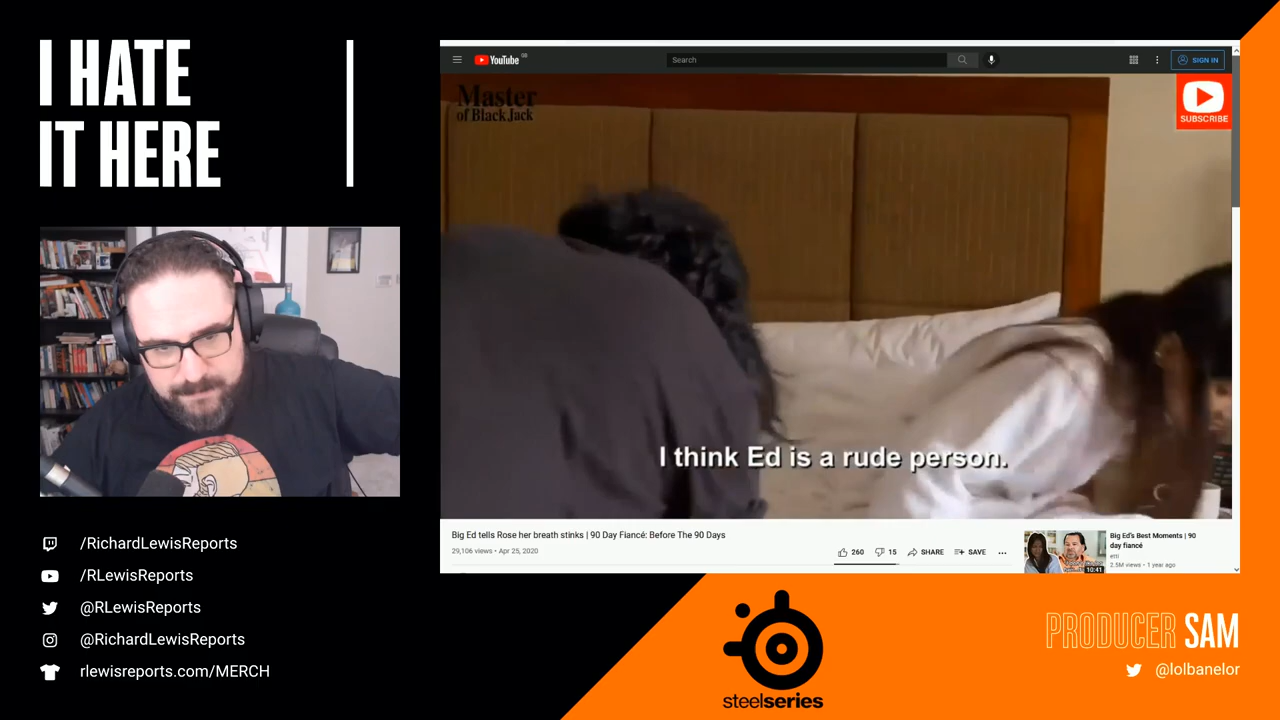 I HATE
IT HERE
/RichardLewisReports
/RLewisReports
@RLewisReports
@RichardLewisReports
rlewisreports.com/MERCH
YouTube GB
Search
SIGN IN
Master
of Black Jack
SUBSCRIBE
I think Ed is a rude person.
Big Ed tells Rose her breath stinks | 90 Day Fiancé: Before The 90 Days
29,106 views • Apr 25, 2020
260
15
SHARE
SAVE
10:41
Big Ed's Best Moments | 90
day fiancé
2.5M views • 1 year ago
steelseries
PRODUCER SAM
@lolbanelor